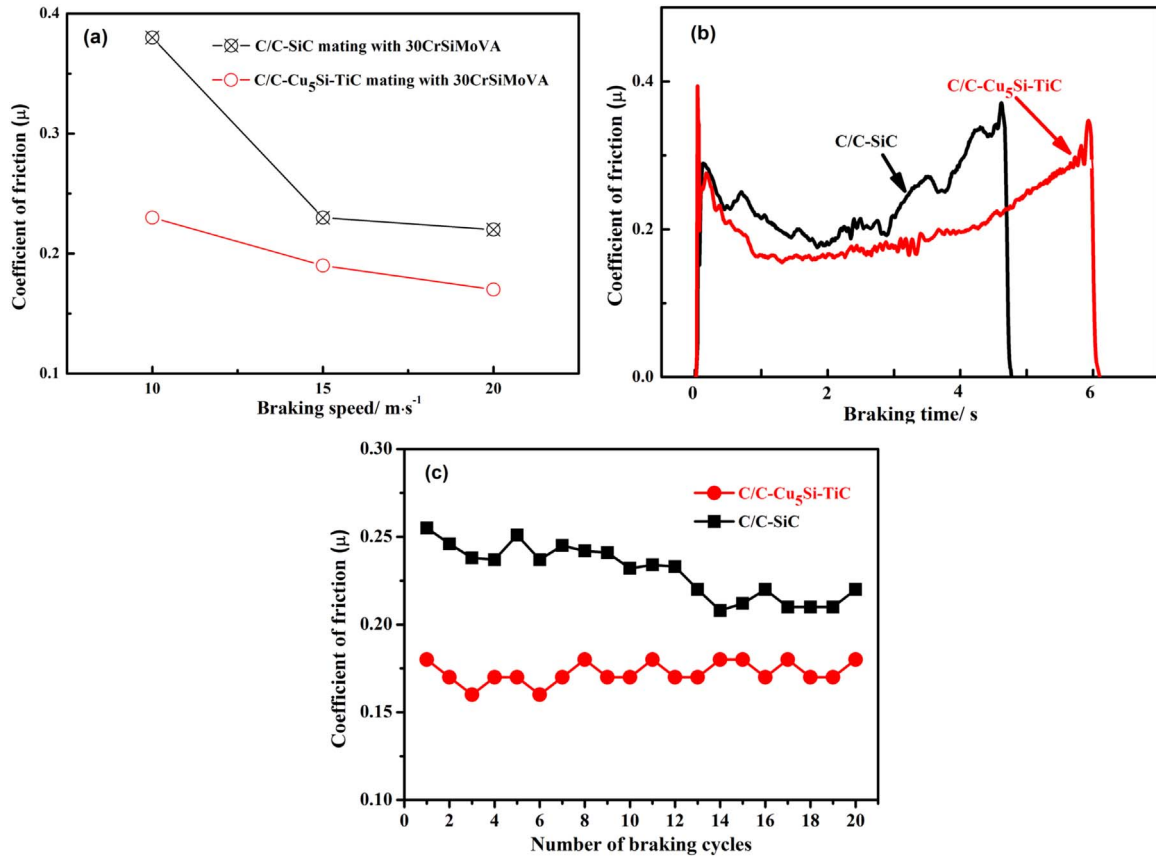 (a)
C/C-SiC mating with 30CrSiMoVA
C/C-Cu5Si-TiC mating with 30CrSiMoVA
0.4
0.3
0.2
0.1
Coefficient of friction (μ)
10
15
20
Braking speed/ m·s-1
(b)
C/C-Cu5Si-TiC
C/C-SiC
0.4
0.2
0.0
Coefficient of friction (μ)
0
2
4
6
Braking time/ s
(c)
C/C-Cu5Si-TiC
C/C-SiC
0.30
0.25
0.20
0.15
0.10
Coefficient of friction (μ)
0 2 4 6 8 10 12 14 16 18 20
Number of braking cycles